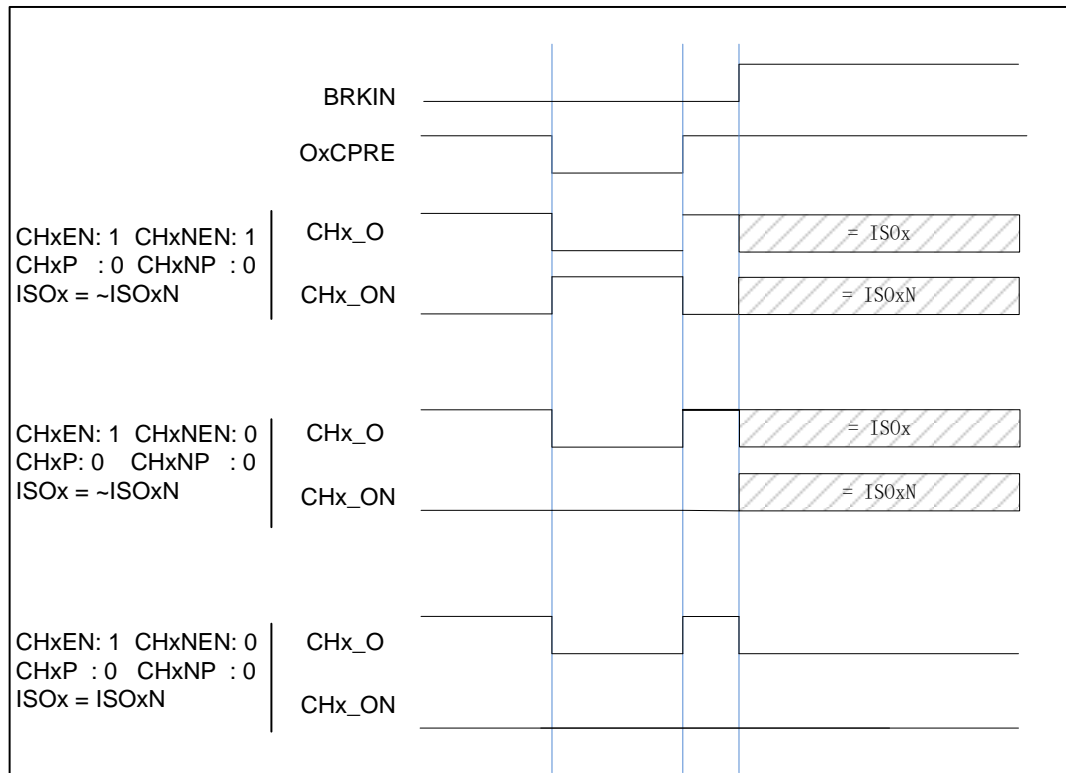 BRKIN
OxCPRE
CHxEN: 1 CHxNEN: 1
CHxP : 0 CHxNP : 0
ISOx = ~ISOxN
CHx_O
= ISOx
CHx_ON
= ISOxN
CHxEN: 1 CHxNEN: 0
CHxP: 0 CHxNP : 0
ISOx = ~ISOxN
CHx_O
= ISOx
CHx_ON
= ISOxN
CHxEN: 1 CHxNEN: 0
CHxP : 0 CHxNP : 0
ISOx = ISOxN
CHx_O
CHx_ON